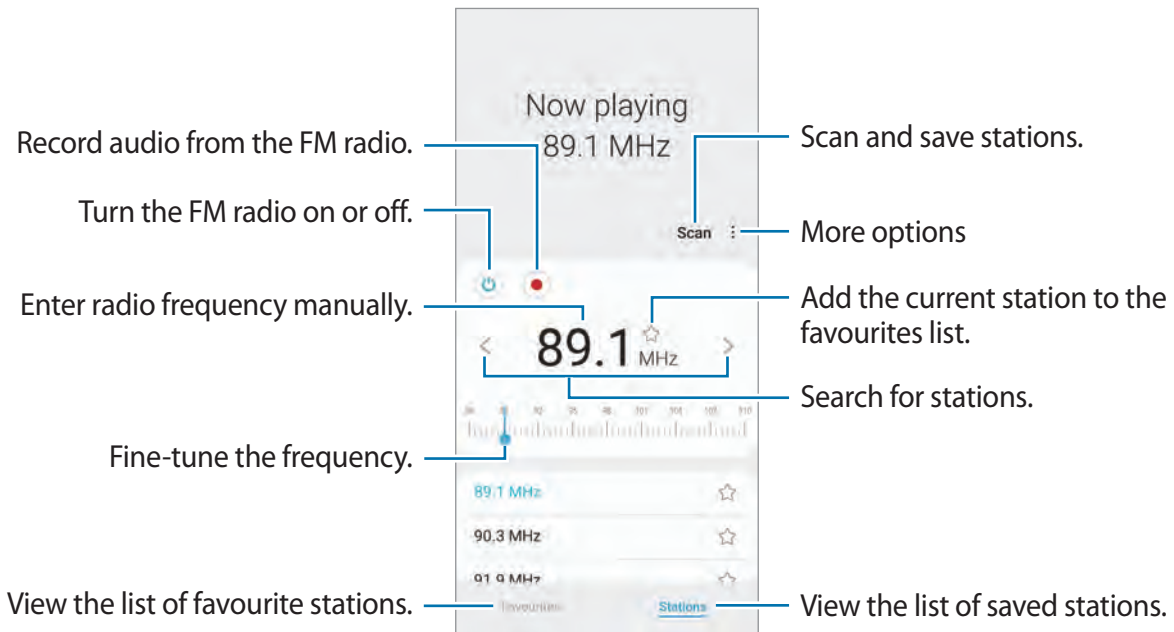 Now playing
89.1 MHz
Record audio from the FM radio.
Scan and save stations.
Turn the FM radio on or off.
Scan
More options
Enter radio frequency manually.
Add the current station to the
favourites list.
89.1
MHz
Search for stations.
Fine-tune the frequency.
89.1 MHz
90.3 MHz
91.9 MHz
View the list of favourite stations.
Favourites
Stations
View the list of saved stations.